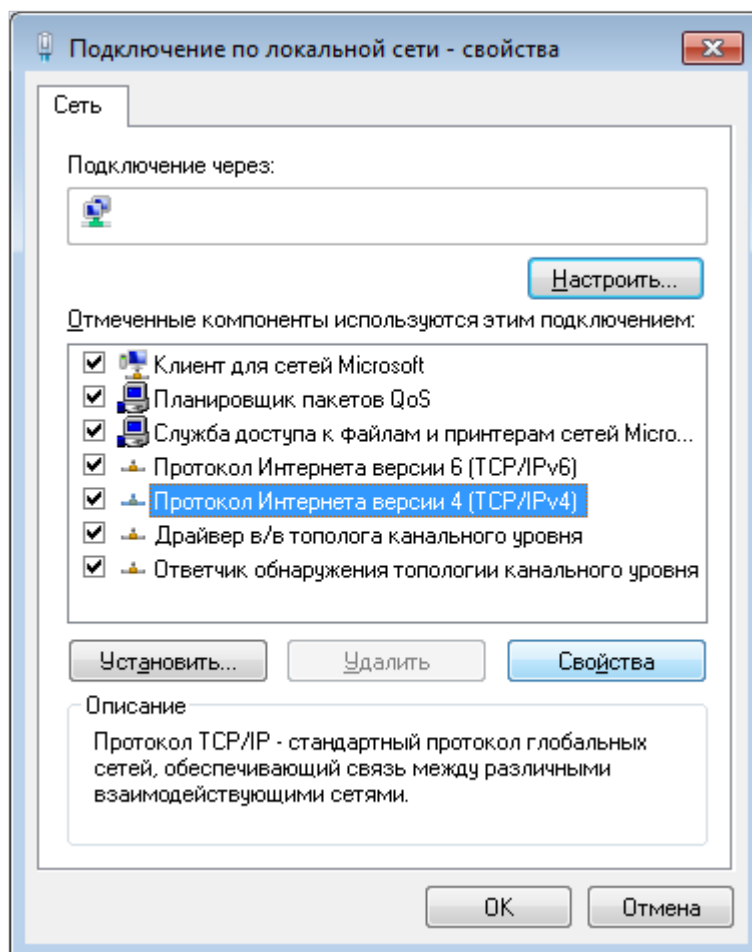 Подключение по локальной сети - свойства
Сеть
Подключение через:
Настроить...
Отмеченные компоненты используются этим подключением:
Клиент для сетей Microsoft
Планировщик пакетов QoS
Служба доступа к файлам и принтерам сетей Micro...
Протокол Интернета версии 6 (TCP/IPv6)
Протокол Интернета версии 4 (TCP/IPv4)
Драйвер в/в тополога канального уровня
Ответчик обнаружения топологии канального уровня
Установить...
Удалить
Свойства
Описание
Протокол TCP/IP - стандартный протокол глобальных
сетей, обеспечивающий связь между различными
взаимодействующими сетями.
OK
Отмена